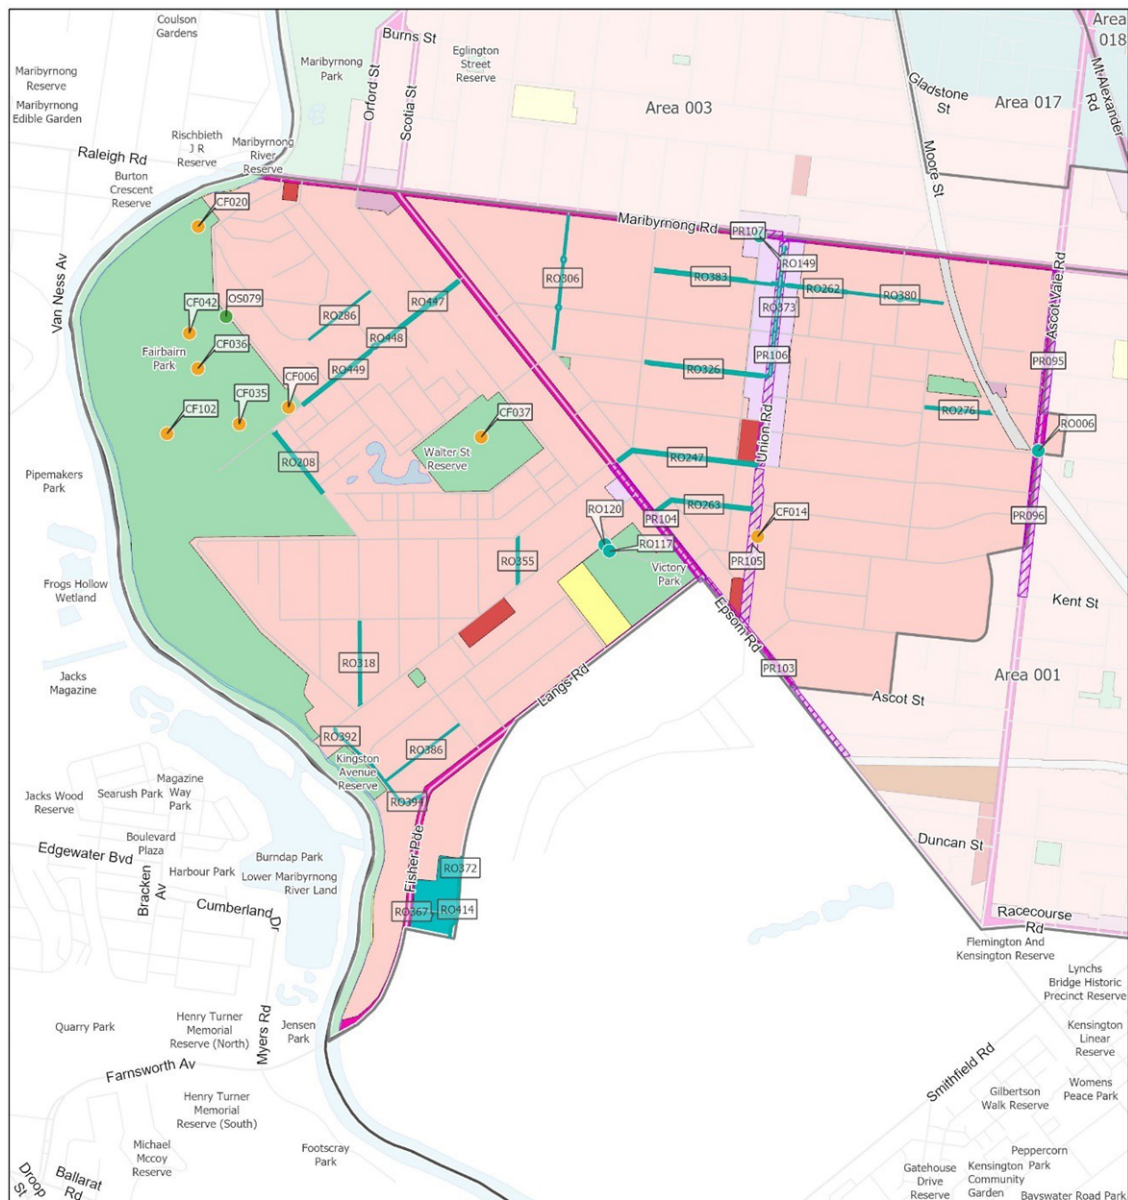 Coulson
Gardens
Burns St
Eglington
Street
Reserve
Area
018
Maribyrnong
Park
Maribyrnong
Reserve
Maribyrnong
Edible Garden
Orford St
Scotia St
Area 003
Gladstone
St
Area 017
Mt Alexander
Rd
Rischbieth
J R
Reserve
Maribyrnong
River
Reserve
Raleigh Rd
Burton
Crescent
Reserve
Moore St
CF020
Maribyrnong Rd
PR107
RO149
Van Ness Av
Ascot Vale Rd
RO306
RO383
RO262
RO380
CF042
OS079
RO447
RO286
RO373
Fairbairn
Park
CF036
RO448
RO449
PR106
PR095
RO326
CF006
CF035
CF102
CF037
RO276
Union Rd
RO006
Walter St
Reserve
RO208
RO247
Pipemakers
Park
RO263
RO120
PR104
CF014
PR096
RO117
RO355
PR105
Victory
Park
Frogs Hollow
Wetland
Epsom Rd
Kent St
RO318
PR103
Jacks
Magazine
Langs Rd
Ascot St
Area 001
RO392
RO386
Kingston
Avenue
Reserve
RO394
Jacks Wood
Reserve
Searush Park
Magazine
Way
Park
Boulevard
Plaza
Edgewater Blvd
Harbour Park
Burndap Park
Lower Maribyrnong
River Land
Bracken
Av
Cumberland Dr
Fisher Pde
RO372
RO367
RO414
Duncan St
Racecourse
Rd
Flemington And
Kensington Reserve
Lynchs
Bridge Historic
Precinct Reserve
Quarry Park
Henry Turner
Memorial
Reserve (North)
Myers Rd
Jensen
Park
Kensington
Linear
Reserve
Farnsworth Av
Smithfield Rd
Gilbertson
Walk Reserve
Womens
Peace Park
Henry Turner
Memorial
Reserve (South)
Michael
Mccoy
Reserve
Footscray
Park
Peppercorn
Park
Droop
St
Ballarat
Rd
Gatehouse
Drive
Reserve
Kensington
Community
Garden
Bayswater Road Park